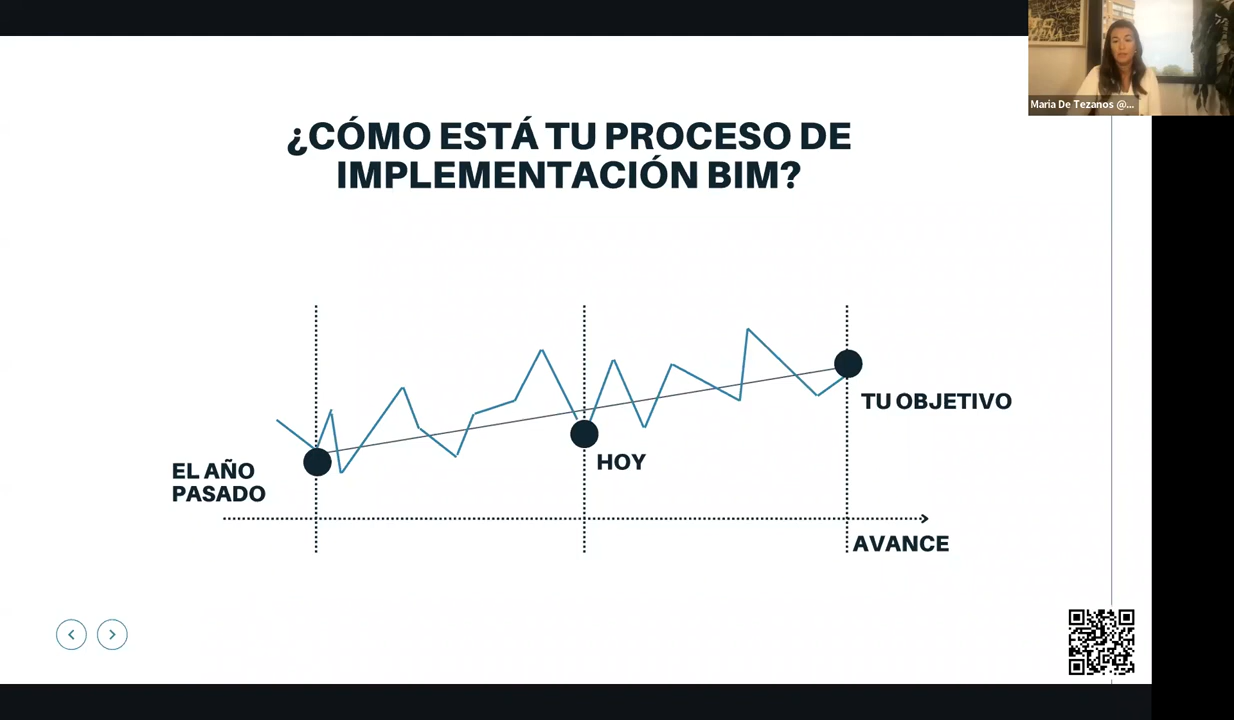 Maria De Tezanos @...
¿CÓMO ESTÁ TU PROCESO DE
IMPLEMENTACIÓN BIM?
TU OBJETIVO
HOY
EL AÑO
PASADO
AVANCE